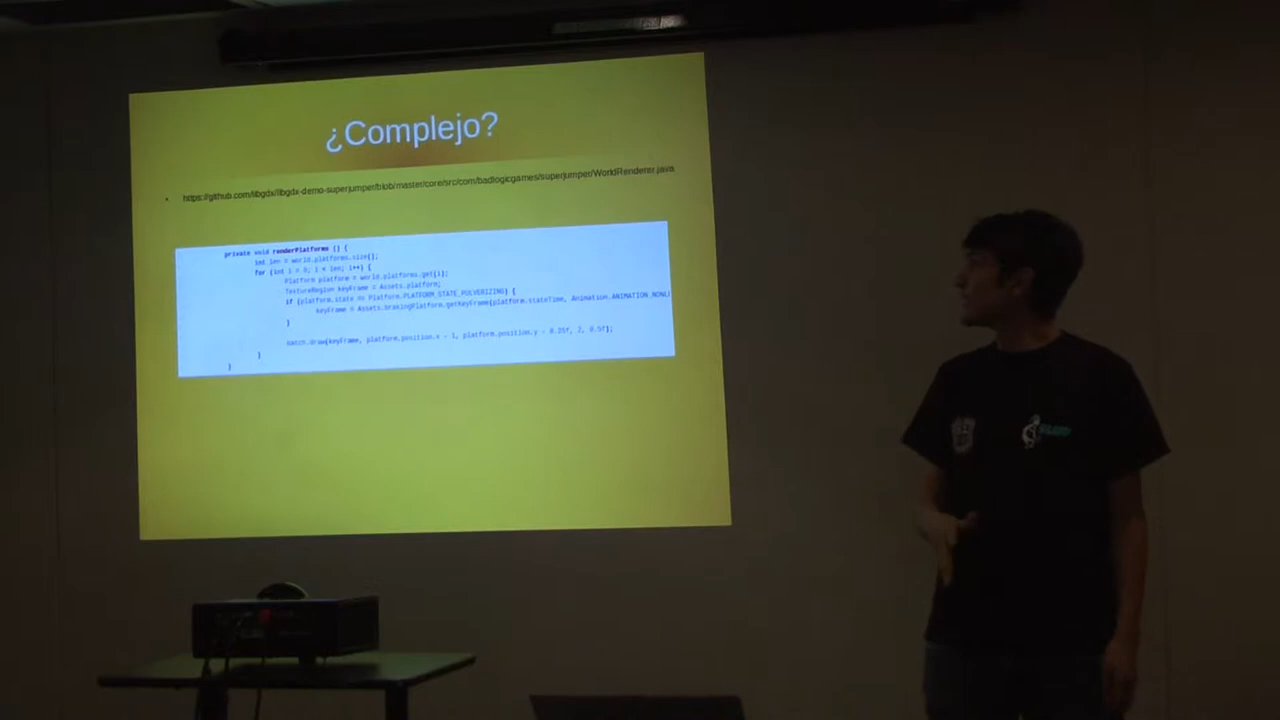 ¿Complejo?
• https://github.com/libgdx/libgdx-demo-superjumper/blob/master/core/src/com/badlogicgames/superjumper/WorldRenderer.java
private void renderPlatforms () {
int len = world.platforms.size();
for (int i = 0; i < len; i++) {
Platform platform = world.platforms.get(i);
TextureRegion keyFrame = Assets.platform;
if (platform.state == Platform.PLATFORM_STATE_PULVERIZING) {
keyFrame = Assets.brakingPlatform.getKeyFrame(platform.stateTime, Animation.ANIMATION_NONL
}
batch.draw(keyFrame, platform.position.x - 1, platform.position.y - 0.25f, 2, 0.5f);
}
}